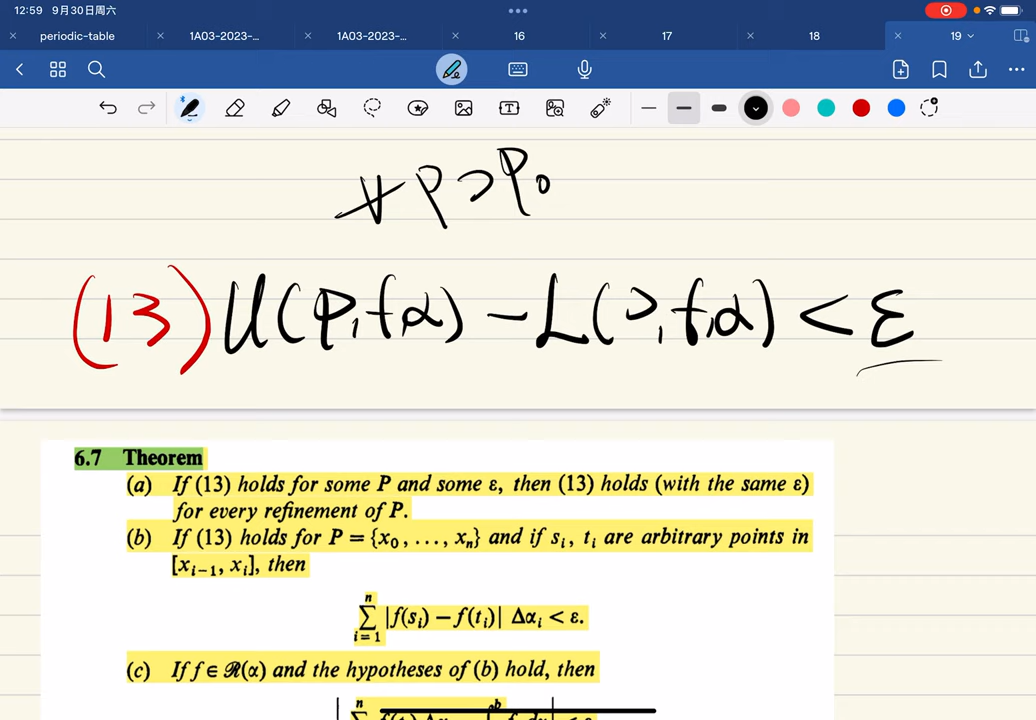 12:59 9月30日周六
periodic-table 1A03-2023-... 1A03-2023-... 16 17 18 19
∀ P ⊃ P₀
(13) U(P, f, α) - L(P, f, α) < ε
6.7 Theorem
(a) If (13) holds for some P and some ε, then (13) holds (with the same ε)
for every refinement of P.
(b) If (13) holds for P = {x₀, ..., xₙ} and if sᵢ, tᵢ are arbitrary points in
[xᵢ₋₁, xᵢ], then
n
∑ |f(sᵢ) − f(tᵢ)| Δαᵢ < ε.
i=1
(c) If f ∈ ℛ(α) and the hypotheses of (b) hold, then